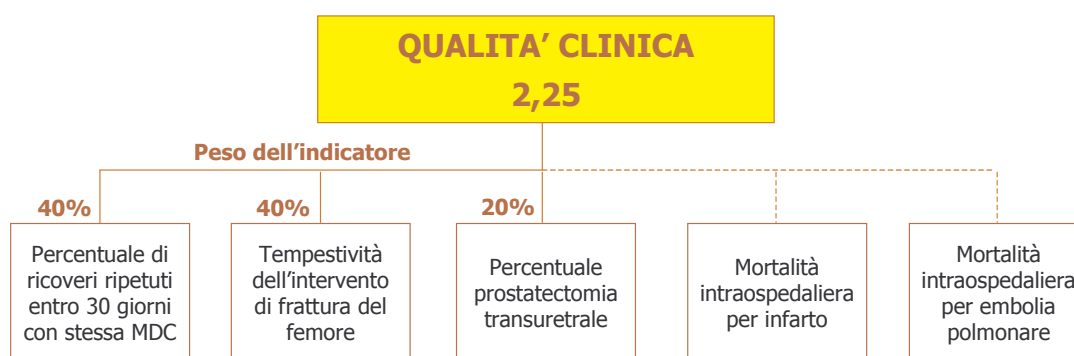 QUALITA’ CLINICA
2,25
Peso dell’indicatore
40%
40%
20%
Percentuale di
ricoveri ripetuti
entro 30 giorni
con stessa MDC
Tempestività
dell’intervento
di frattura del
femore
Percentuale
prostatectomia
transuretrale
Mortalità
intraospedaliera
per infarto
Mortalità
intraospedaliera
per embolia
polmonare